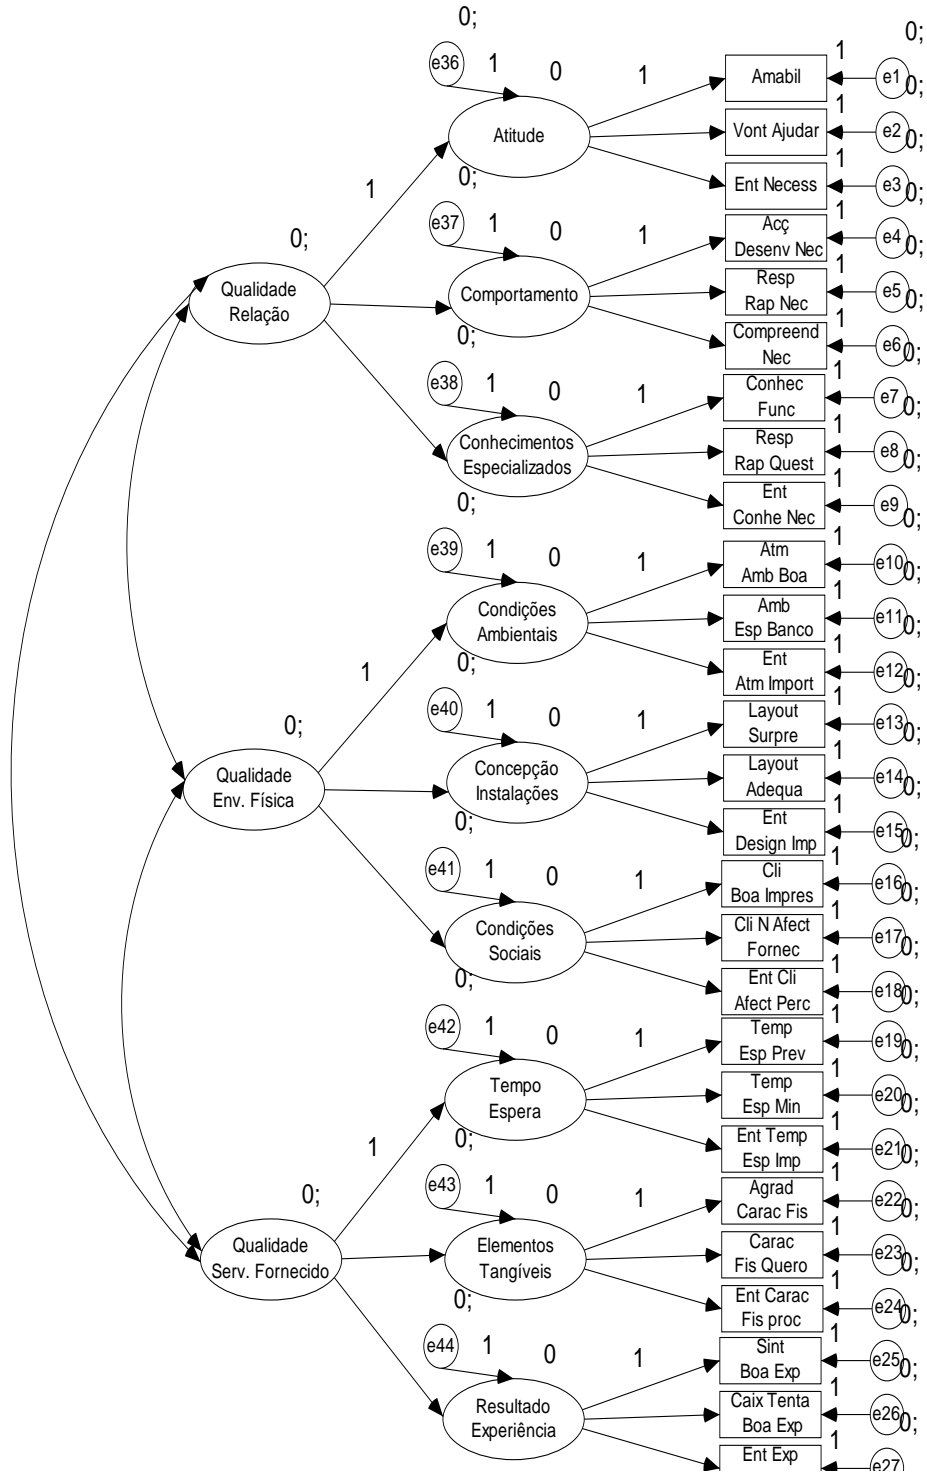 0;
0;
1
e36
1
0
1
Amabil
e1
0;
1
Atitude
Vont Ajudar
e2
0;
1
0;
1
Ent Necess
e3
0;
1
e37
1
0
1
Acç
Desenv Nec
e4
0;
1
0;
Qualidade
Relação
Comportamento
Resp
Rap Nec
e5
0;
1
0;
Compreend
Nec
e6
0;
1
e38
1
0
1
Conhec
Func
e7
0;
1
Conhecimentos
Especializados
Resp
Rap Quest
e8
0;
1
0;
Ent
Conhe Nec
e9
0;
1
e39
1
0
1
Atm
Amb Boa
e10
0;
1
Condições
Ambientais
Amb
Esp Banco
e11
0;
1
0;
1
Ent
Atm Import
e12
0;
1
e40
1
0
1
Layout
Surpre
e13
0;
1
0;
Qualidade
Env. Física
Concepção
Instalações
Layout
Adequa
e14
0;
1
0;
Ent
Design Imp
e15
0;
1
e41
1
0
1
Cli
Boa Impres
e16
0;
1
Condições
Sociais
Cli N Afect
Fornec
e17
0;
1
0;
Ent Cli
Afect Perc
e18
0;
1
e42
1
0
1
Temp
Esp Prev
e19
0;
1
Tempo
Espera
Temp
Esp Min
e20
0;
1
0;
1
Ent Temp
Esp Imp
e21
0;
1
e43
1
0
1
Agrad
Carac Fis
e22
0;
1
0;
Qualidade
Serv. Fornecido
Elementos
Tangíveis
Carac
Fis Quero
e23
0;
1
0;
Ent Carac
Fis proc
e24
0;
1
e44
1
0
1
Sint
Boa Exp
e25
0;
1
Resultado
Experiência
Caix Tenta
Boa Exp
e26
0;
1
Ent Exp
e27